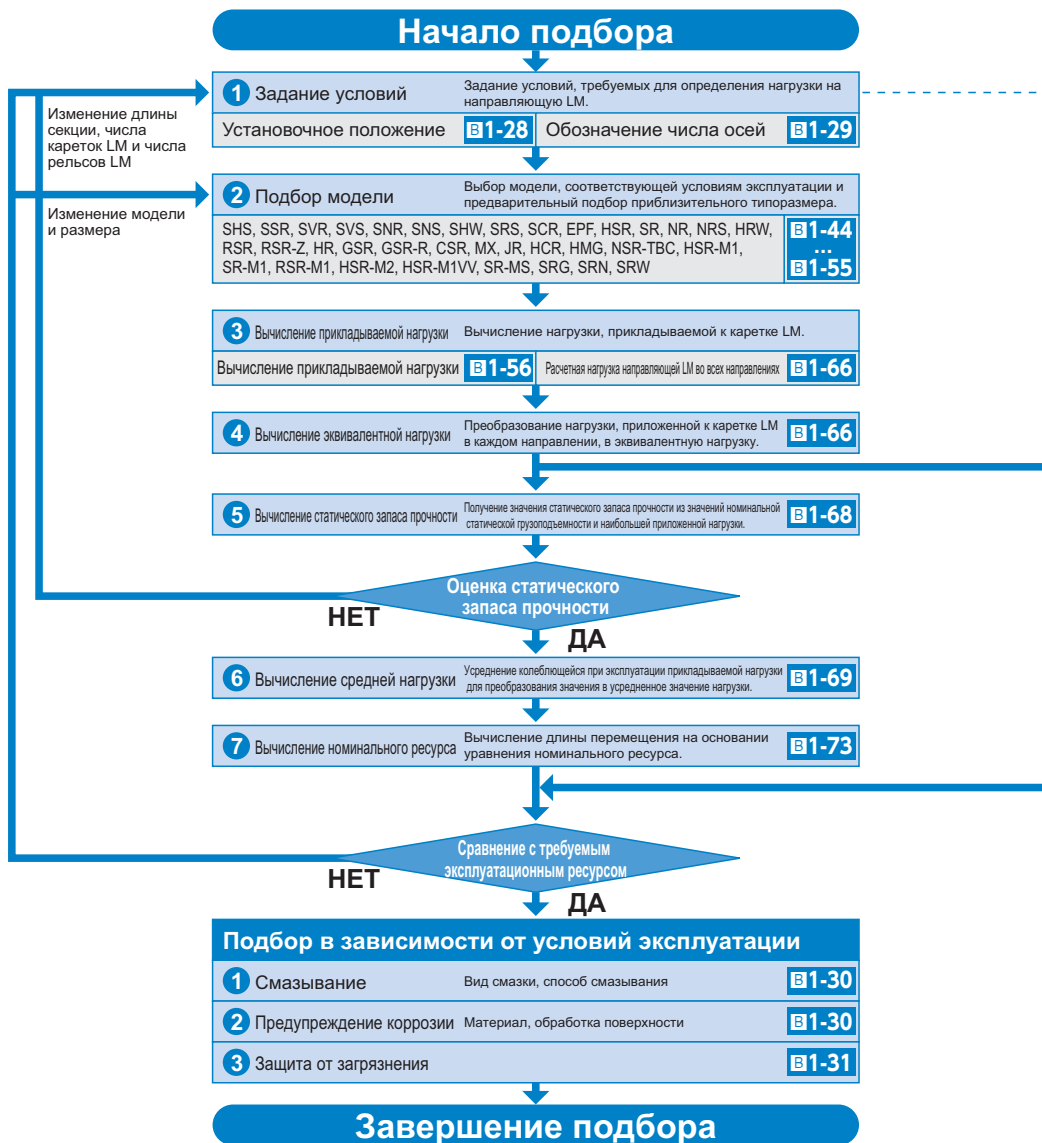 Начало подбора
1 Задание условий
Задание условий, требуемых для определения нагрузки на
направляющую LM.
Установочное положение B1-28 Обозначение числа осей B1-29
Изменение длины
секции, числа
кареток LM и числа
рельсов LM
2 Подбор модели
Выбор модели, соответствующей условиям эксплуатации и
предварительный подбор приблизительного типоразмера.
Изменение модели
и размера
SHS, SSR, SVR, SVS, SNR, SNS, SHW, SRS, SCR, EPF, HSR, SR, NR, NRS, HRW,
RSR, RSR-Z, HR, GSR, GSR-R, CSR, MX, JR, HCR, HMG, NSR-TBC, HSR-M1,
SR-M1, RSR-M1, HSR-M2, HSR-M1VV, SR-MS, SRG, SRN, SRW
B1-44
...
B1-55
3 Вычисление прикладываемой нагрузки Вычисление нагрузки, прикладываемой к каретке LM.
Вычисление прикладываемой нагрузки B1-56 Расчетная нагрузка направляющей LM во всех направлениях B1-66
4 Вычисление эквивалентной нагрузки
Преобразование нагрузки, приложенной к каретке LM
в каждом направлении, в эквивалентную нагрузку.
B1-66
5 Вычисление статического запаса прочности
Получение значения статического запаса прочности из значений номинальной
статической грузоподъемности и наибольшей приложенной нагрузки.
B1-68
Оценка статического
запаса прочности
НЕТ
ДА
6 Вычисление средней нагрузки
Усреднение колеблющейся при эксплуатации прикладываемой нагрузки
для преобразования значения в усредненное значение нагрузки.
B1-69
7 Вычисление номинального ресурса
Вычисление длины перемещения на основании
уравнения номинального ресурса.
B1-73
Сравнение с требуемым
эксплуатационным ресурсом
НЕТ
ДА
Подбор в зависимости от условий эксплуатации
1 Смазывание Вид смазки, способ смазывания B1-30
2 Предупреждение коррозии Материал, обработка поверхности B1-30
3 Защита от загрязнения B1-31
Завершение подбора